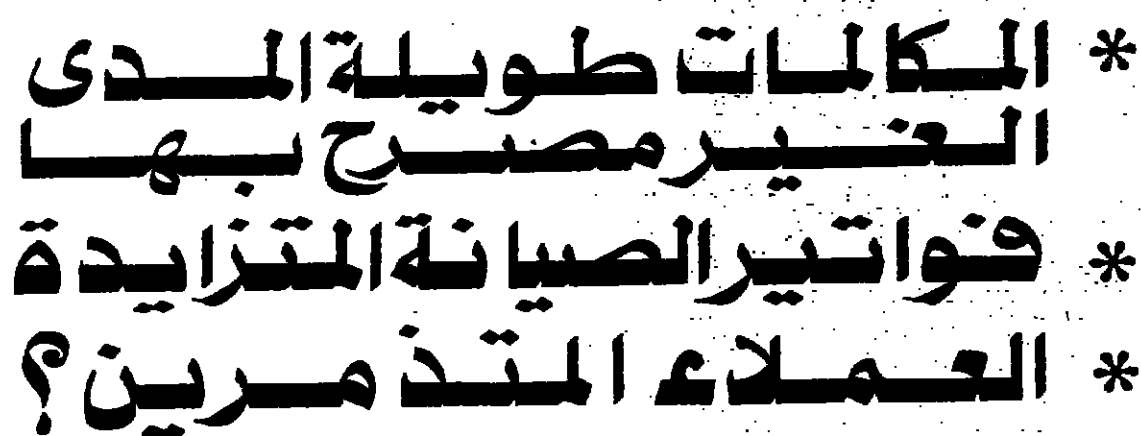 * المكالمات طويلة المدى
الغير مصرح بها
* فواتير الصيانة المتزايدة
* العملاء المتذمرين؟